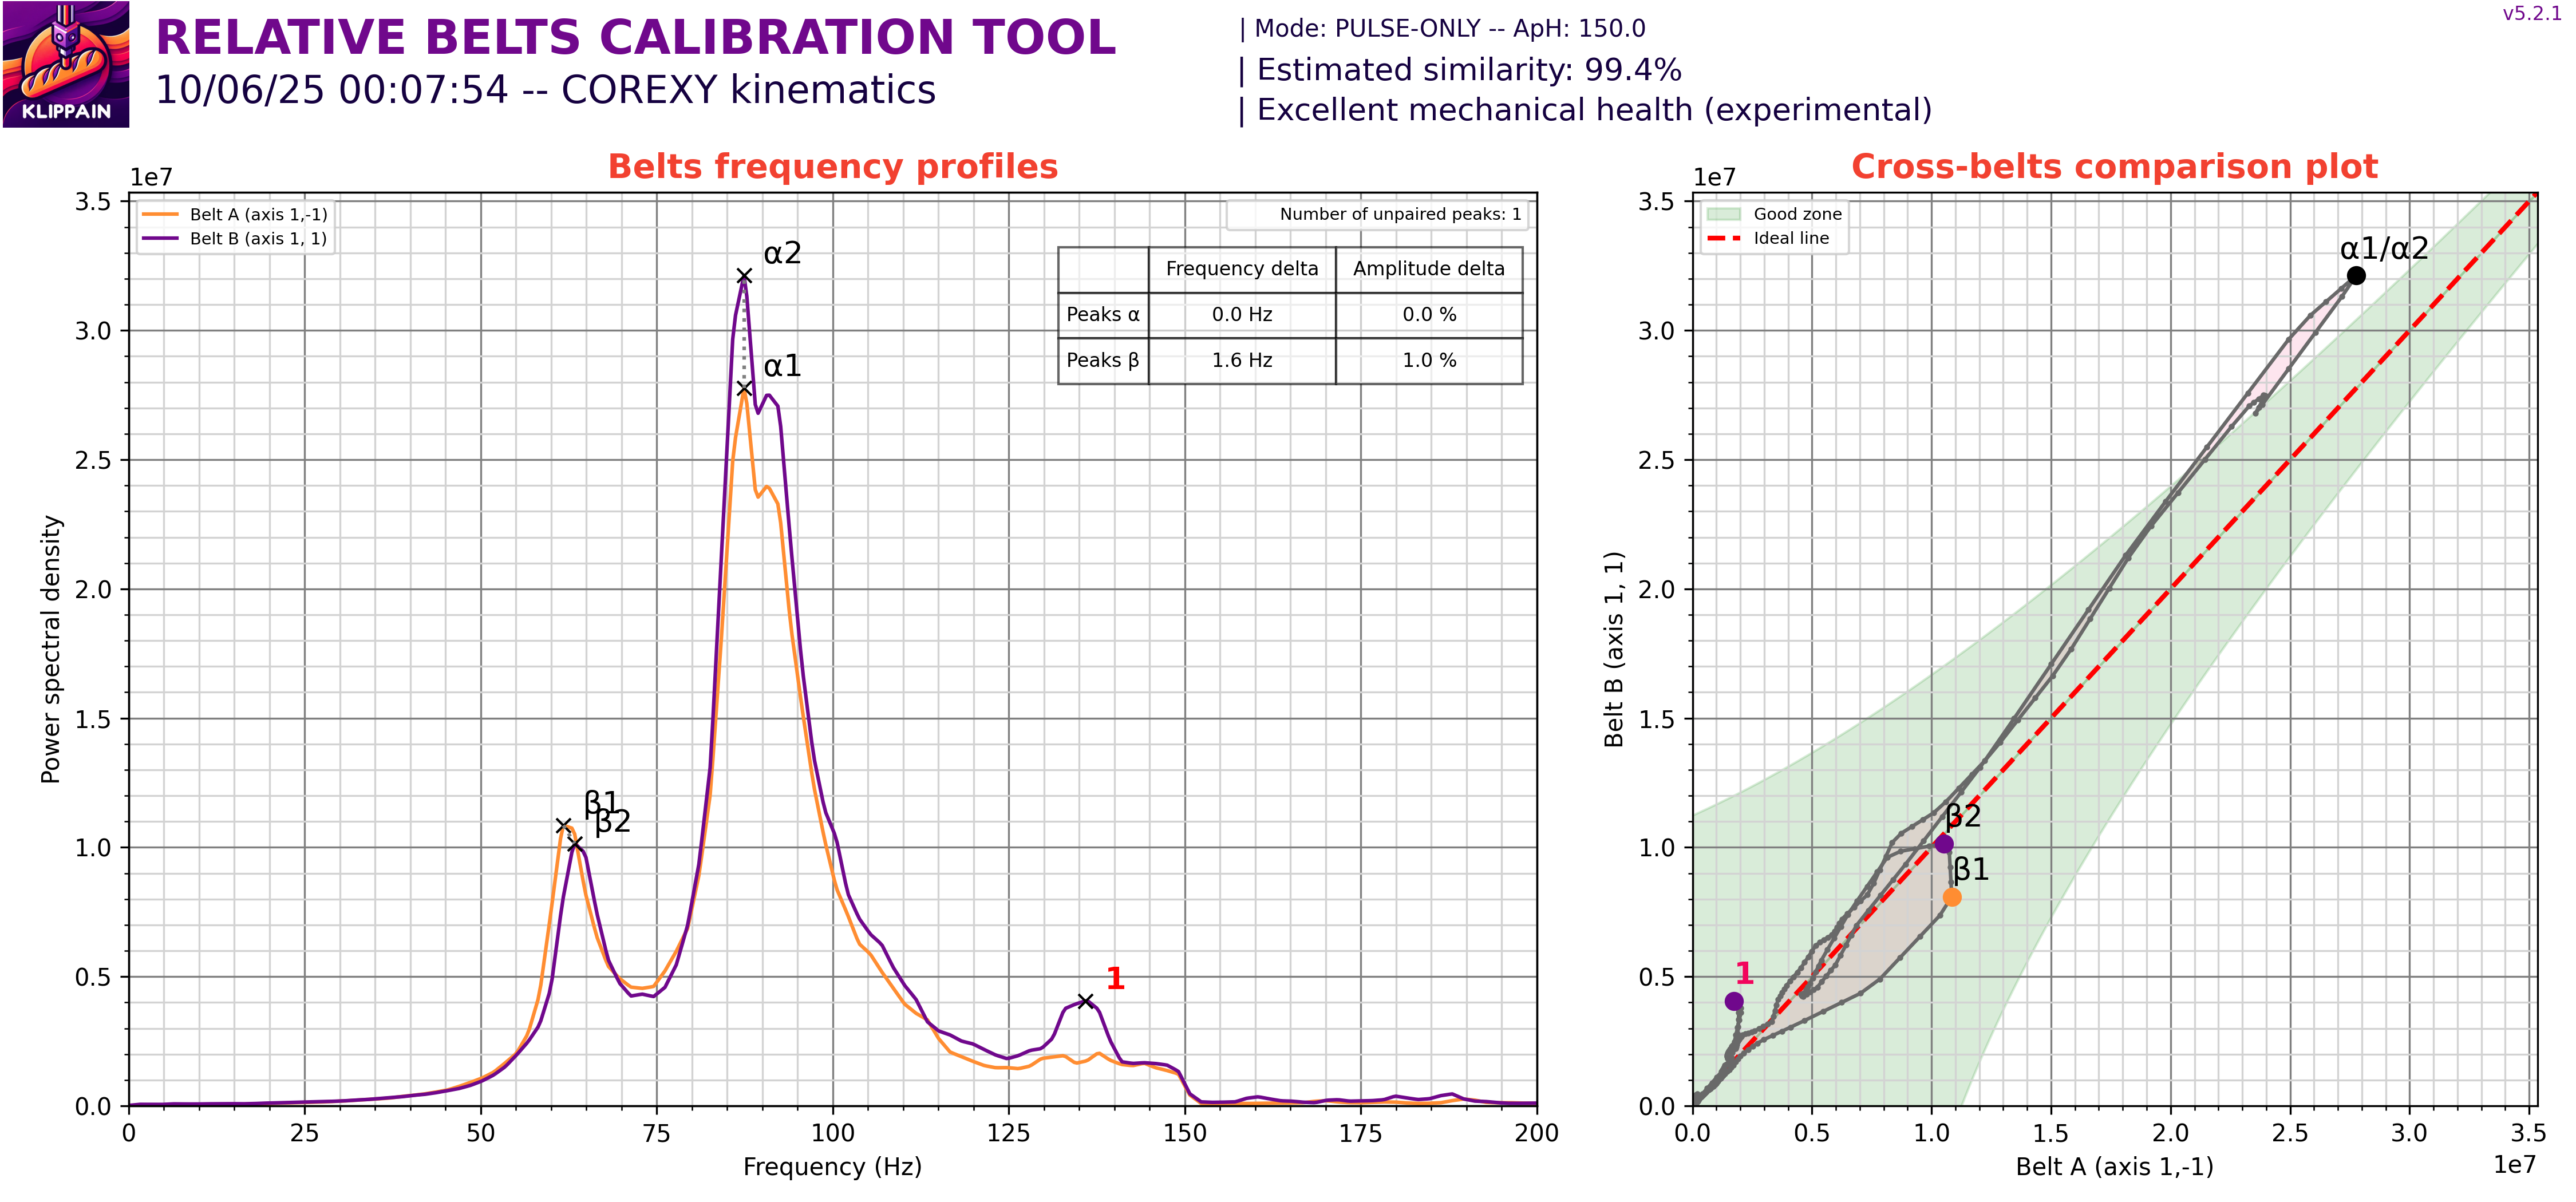 v5.2.1
KLIPPAIN
RELATIVE BELTS CALIBRATION TOOL
10/06/25 00:07:54 -- COREXY kinematics
| Mode: PULSE-ONLY -- ApH: 150.0
| Estimated similarity: 99.4%
| Excellent mechanical health (experimental)
Belts frequency profiles
1e7
Belt A (axis 1,-1)
Belt B (axis 1, 1)
Number of unpaired peaks: 1
Frequency delta Amplitude delta
Peaks α 0.0 Hz 0.0 %
Peaks β 1.6 Hz 1.0 %
α2
α1
β1
β2
1
3.5
3.0
2.5
2.0
1.5
1.0
0.5
0.0
Power spectral density
0 25 50 75 100 125 150 175 200
Frequency (Hz)
Cross-belts comparison plot
1e7
Good zone
Ideal line
α1/α2
β2
β1
1
3.5
3.0
2.5
2.0
1.5
1.0
0.5
0.0
Belt B (axis 1, 1)
0.0 0.5 1.0 1.5 2.0 2.5 3.0 3.5
Belt A (axis 1,-1)
1e7